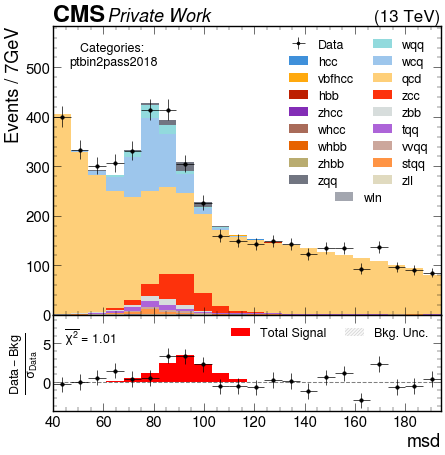 CMS Private Work (13 TeV)
Events / 7GeV
Categories:
ptbin2pass2018
Data
hcc
vbfhcc
hbb
zhcc
whcc
whbb
zhbb
zqq
wqq
wcq
qcd
zcc
zbb
tqq
vvqq
stqq
zll
wln
500
400
300
200
100
0
Data − Bkg
σData
χ² = 1.01
Total Signal
Bkg. Unc.
5
0
40 60 80 100 120 140 160 180
msd